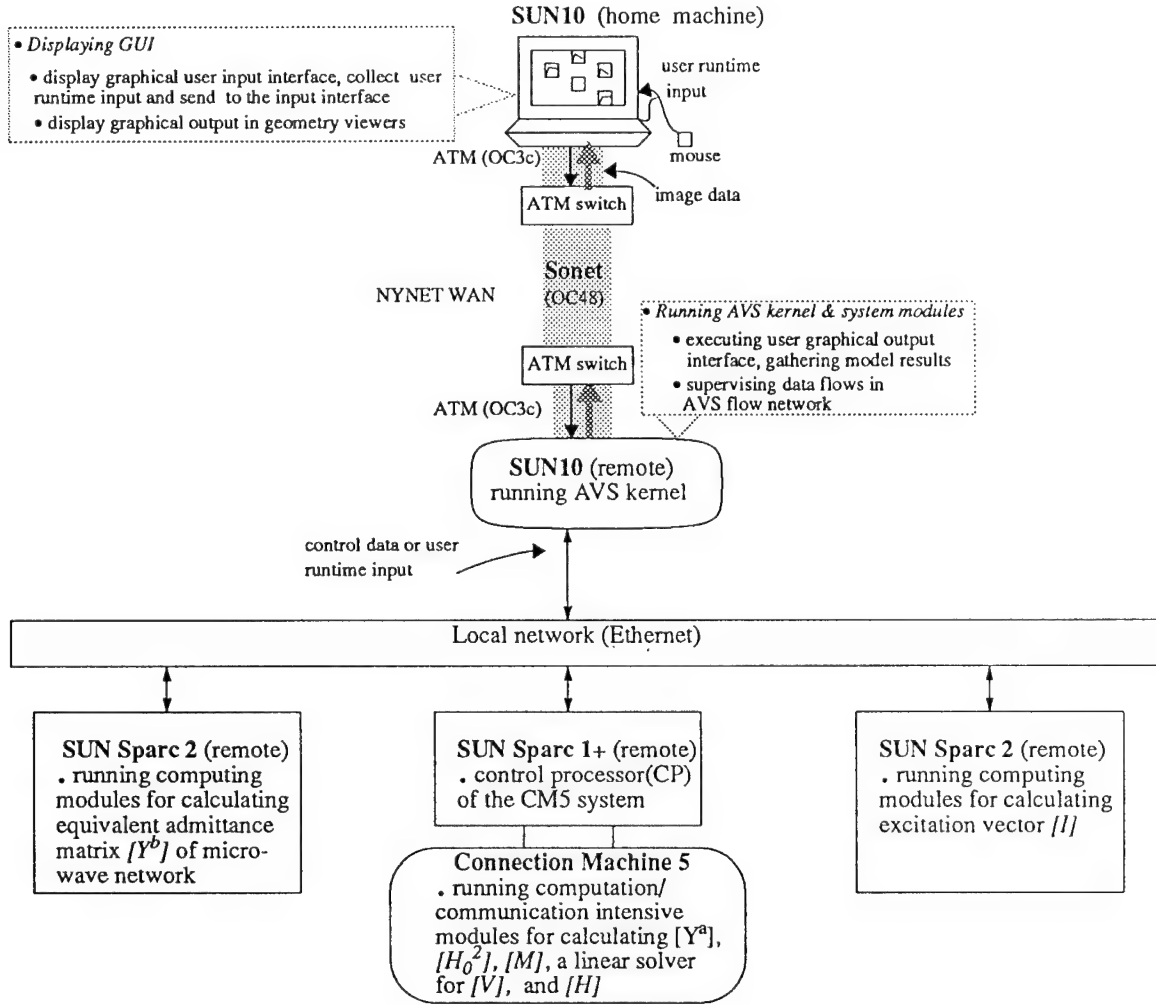 SUN10 (home machine)
• Displaying GUI
• display graphical user input interface, collect user
runtime input and send to the input interface
• display graphical output in geometry viewers
user runtime
input
mouse
ATM (OC3c)
image data
ATM switch
Sonet
(OC48)
NYNET WAN
• Running AVS kernel & system modules
• executing user graphical output
interface, gathering model results
• supervising data flows in
AVS flow network
ATM switch
ATM (OC3c)
SUN10 (remote)
running AVS kernel
control data or user
runtime input
Local network (Ethernet)
SUN Sparc 2 (remote)
. running computing
modules for calculating
equivalent admittance
matrix [Y^b] of micro-
wave network
SUN Sparc 1+ (remote)
. control processor(CP)
of the CM5 system
Connection Machine 5
. running computation/
communication intensive
modules for calculating [Y^a],
[H_0^2], [M], a linear solver
for [V], and [H]
SUN Sparc 2 (remote)
. running computing
modules for calculating
excitation vector [I]